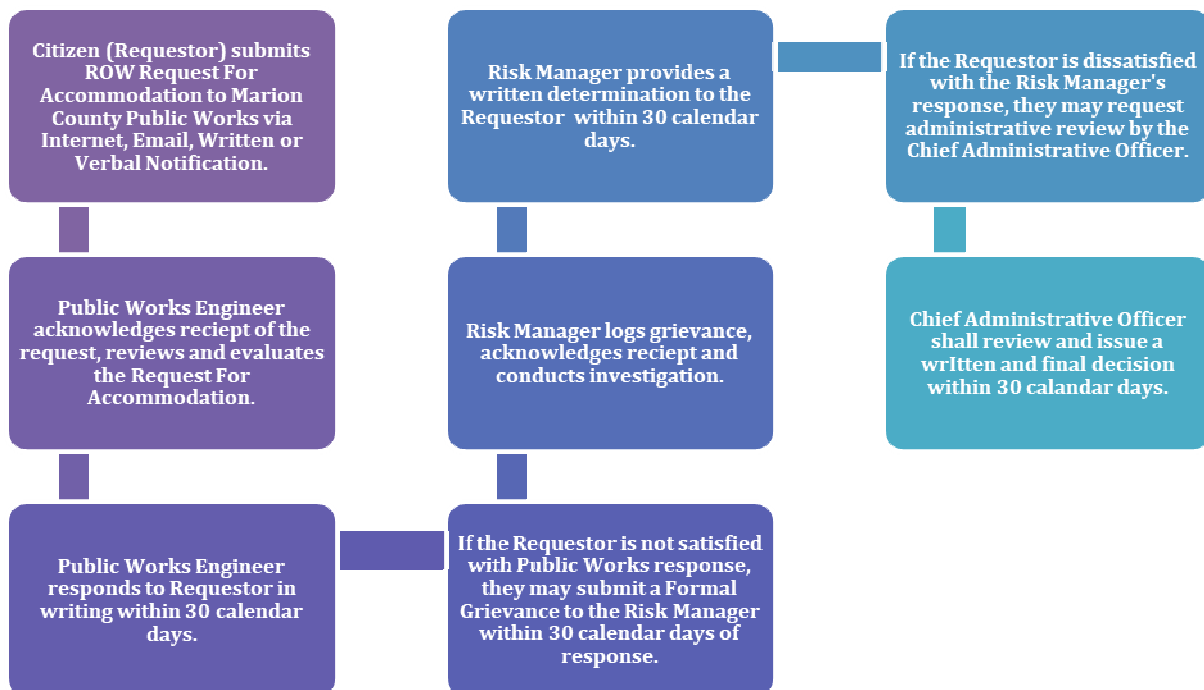 Citizen (Requestor) submits
ROW Request For
Accommodation to Marion
County Public Works via
Internet, Email, Written or
Verbal Notification.
Public Works Engineer
acknowledges reciept of the
request, reviews and evaluates
the Request For
Accommodation.
Public Works Engineer
responds to Requestor in
writing within 30 calendar
days.
If the Requestor is not satisfied
with Public Works response,
they may submit a Formal
Grievance to the Risk Manager
within 30 calendar days of
response.
Risk Manager logs grievance,
acknowledges reciept and
conducts investigation.
Risk Manager provides a
written determination to the
Requestor within 30 calendar
days.
If the Requestor is dissatisfied
with the Risk Manager's
response, they may request
administrative review by the
Chief Administrative Officer.
Chief Administrative Officer
shall review and issue a
wrItten and final decision
within 30 calandar days.